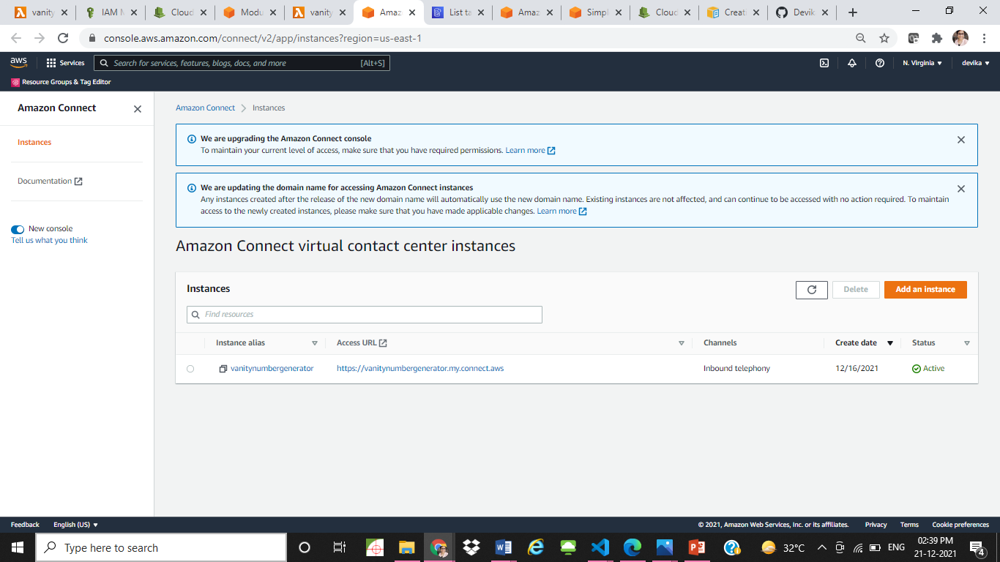 vanity
IAM M
Cloud
Modu
vanity
Amaz
List ta
Amaz
Simpl
Cloud
Create
Devik
console.aws.amazon.com/connect/v2/app/instances?region=us-east-1
aws
Services
Search for services, features, blogs, docs, and more
[Alt+S]
N. Virginia
devika
Resource Groups & Tag Editor
Amazon Connect
Instances
Documentation
New console
Tell us what you think
Amazon Connect
Instances
We are upgrading the Amazon Connect console
To maintain your current level of access, make sure that you have required permissions. Learn more
We are updating the domain name for accessing Amazon Connect instances
Any instances created after the release of the new domain name will automatically use the new domain name. Existing instances are not affected, and can continue to be accessed with no action required. To maintain
access to the newly created instances, please make sure that you have made applicable changes. Learn more
Amazon Connect virtual contact center instances
Instances
Delete
Add an instance
Find resources
Instance alias
Access URL
Channels
Create date
Status
vanitynumbergenerator
https://vanitynumbergenerator.my.connect.aws
Inbound telephony
12/16/2021
Active
Feedback
English (US)
© 2021, Amazon Web Services, Inc. or its affiliates.
Privacy
Terms
Cookie preferences
Type here to search
32°C
ENG
02:39 PM
21-12-2021
4